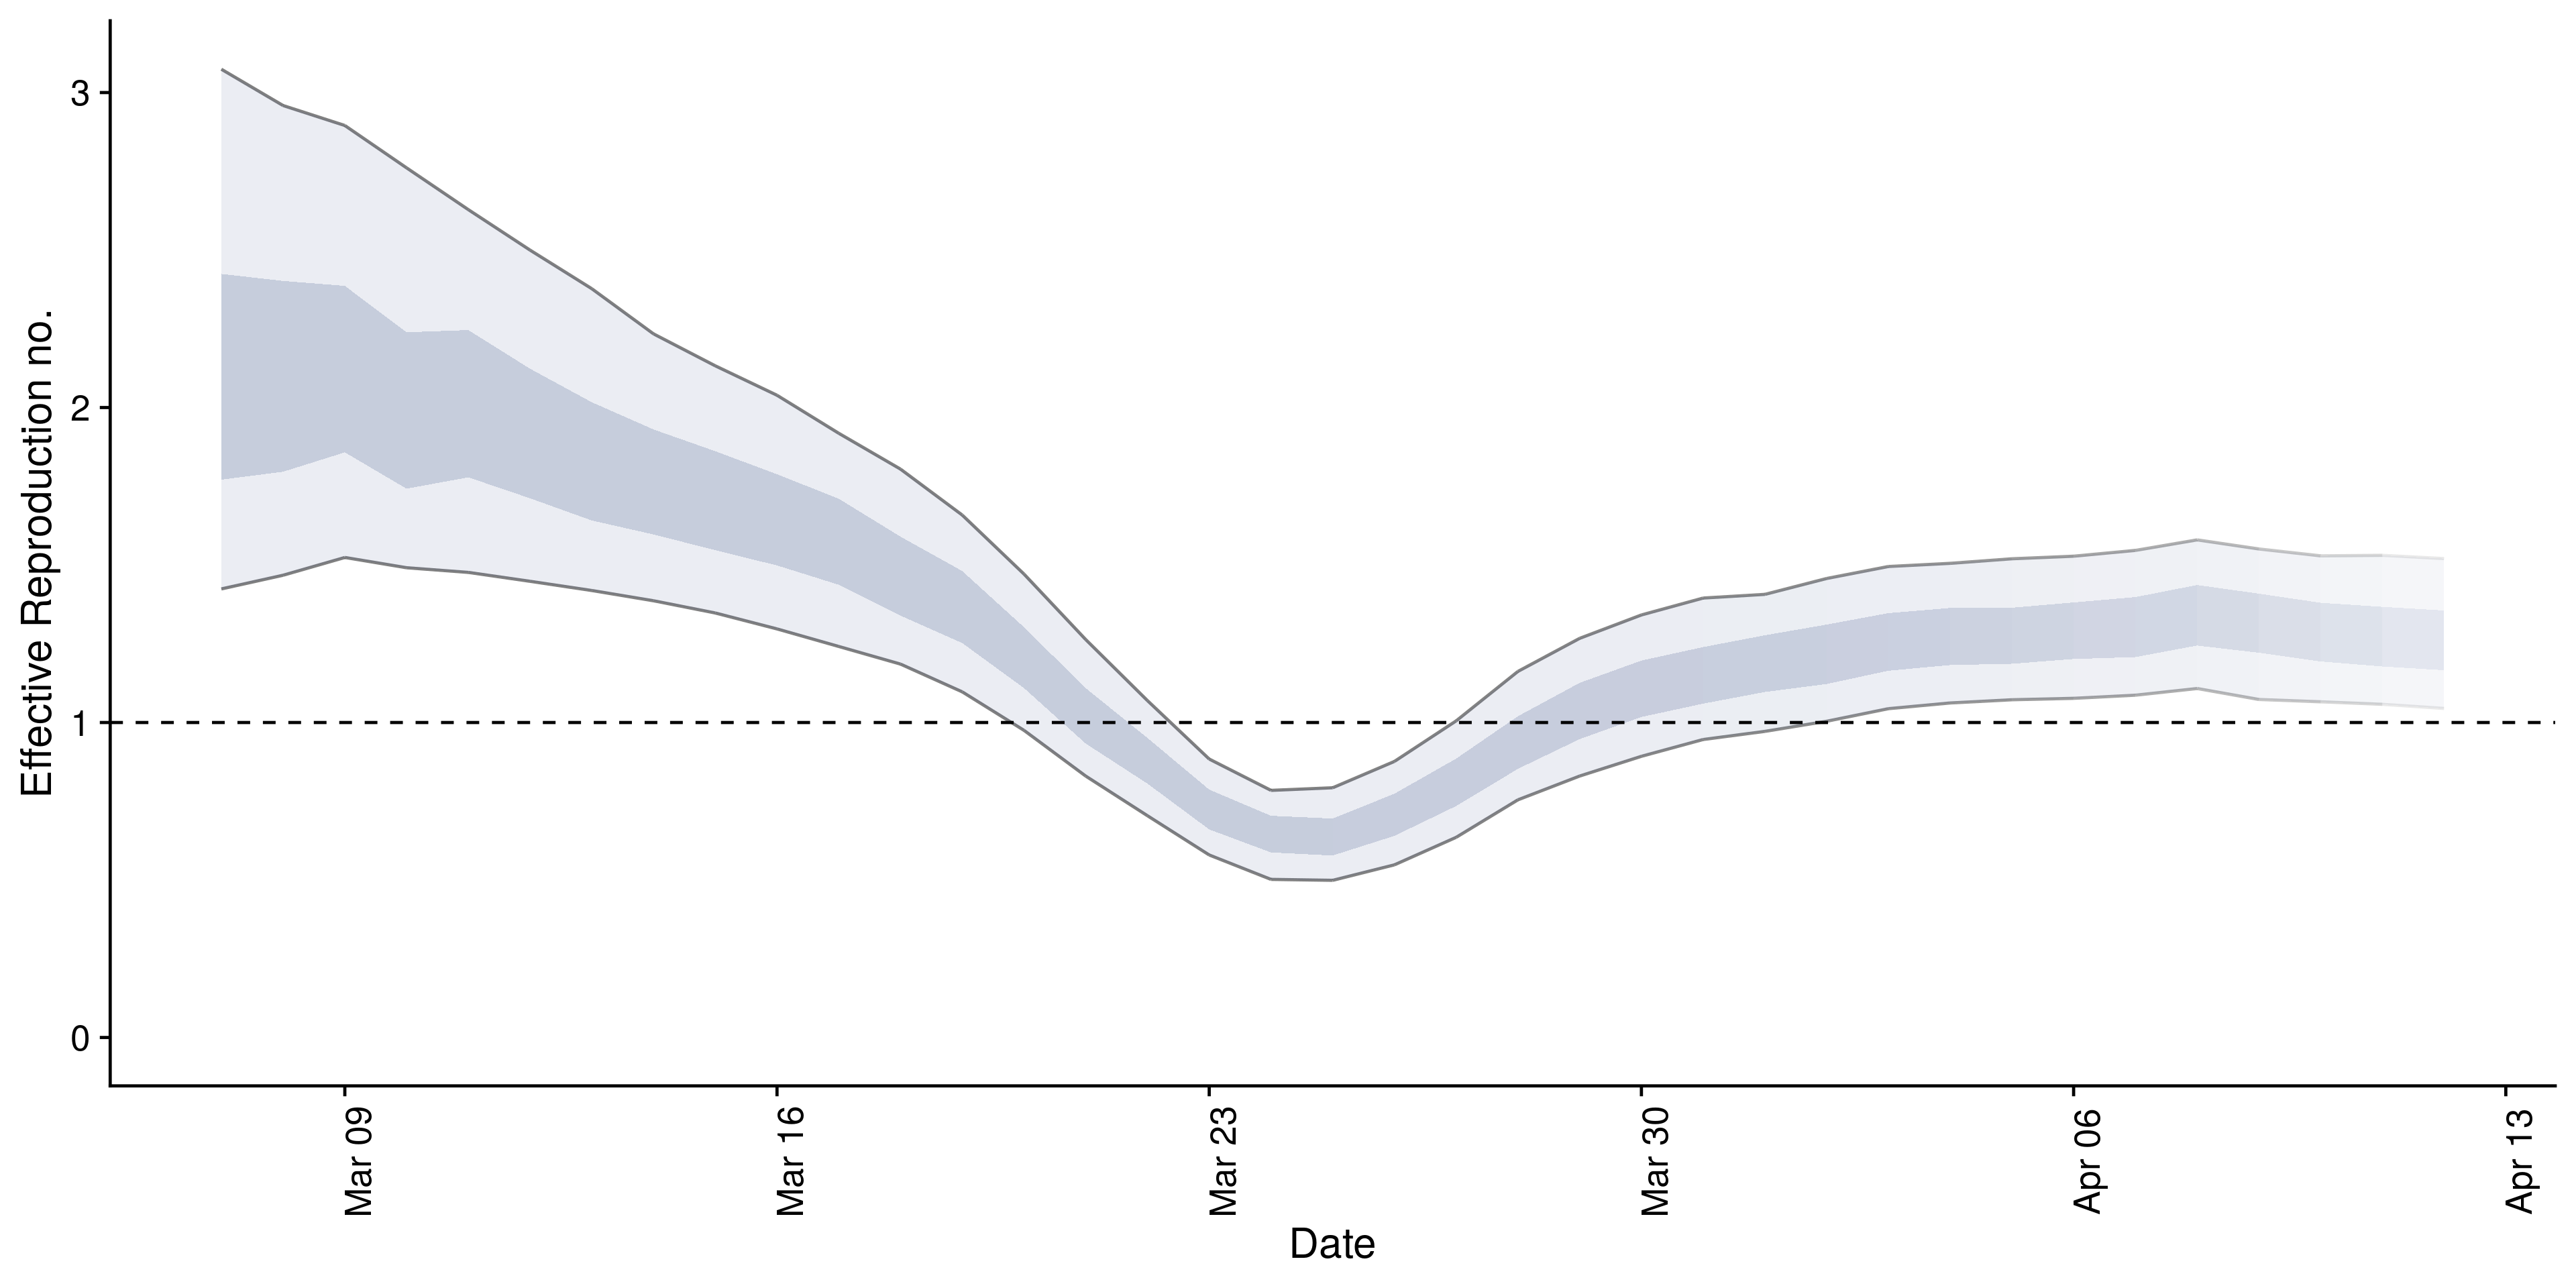 Effective Reproduction no.
3
2
1
0
Mar 09
Mar 16
Mar 23
Mar 30
Apr 06
Apr 13
Date